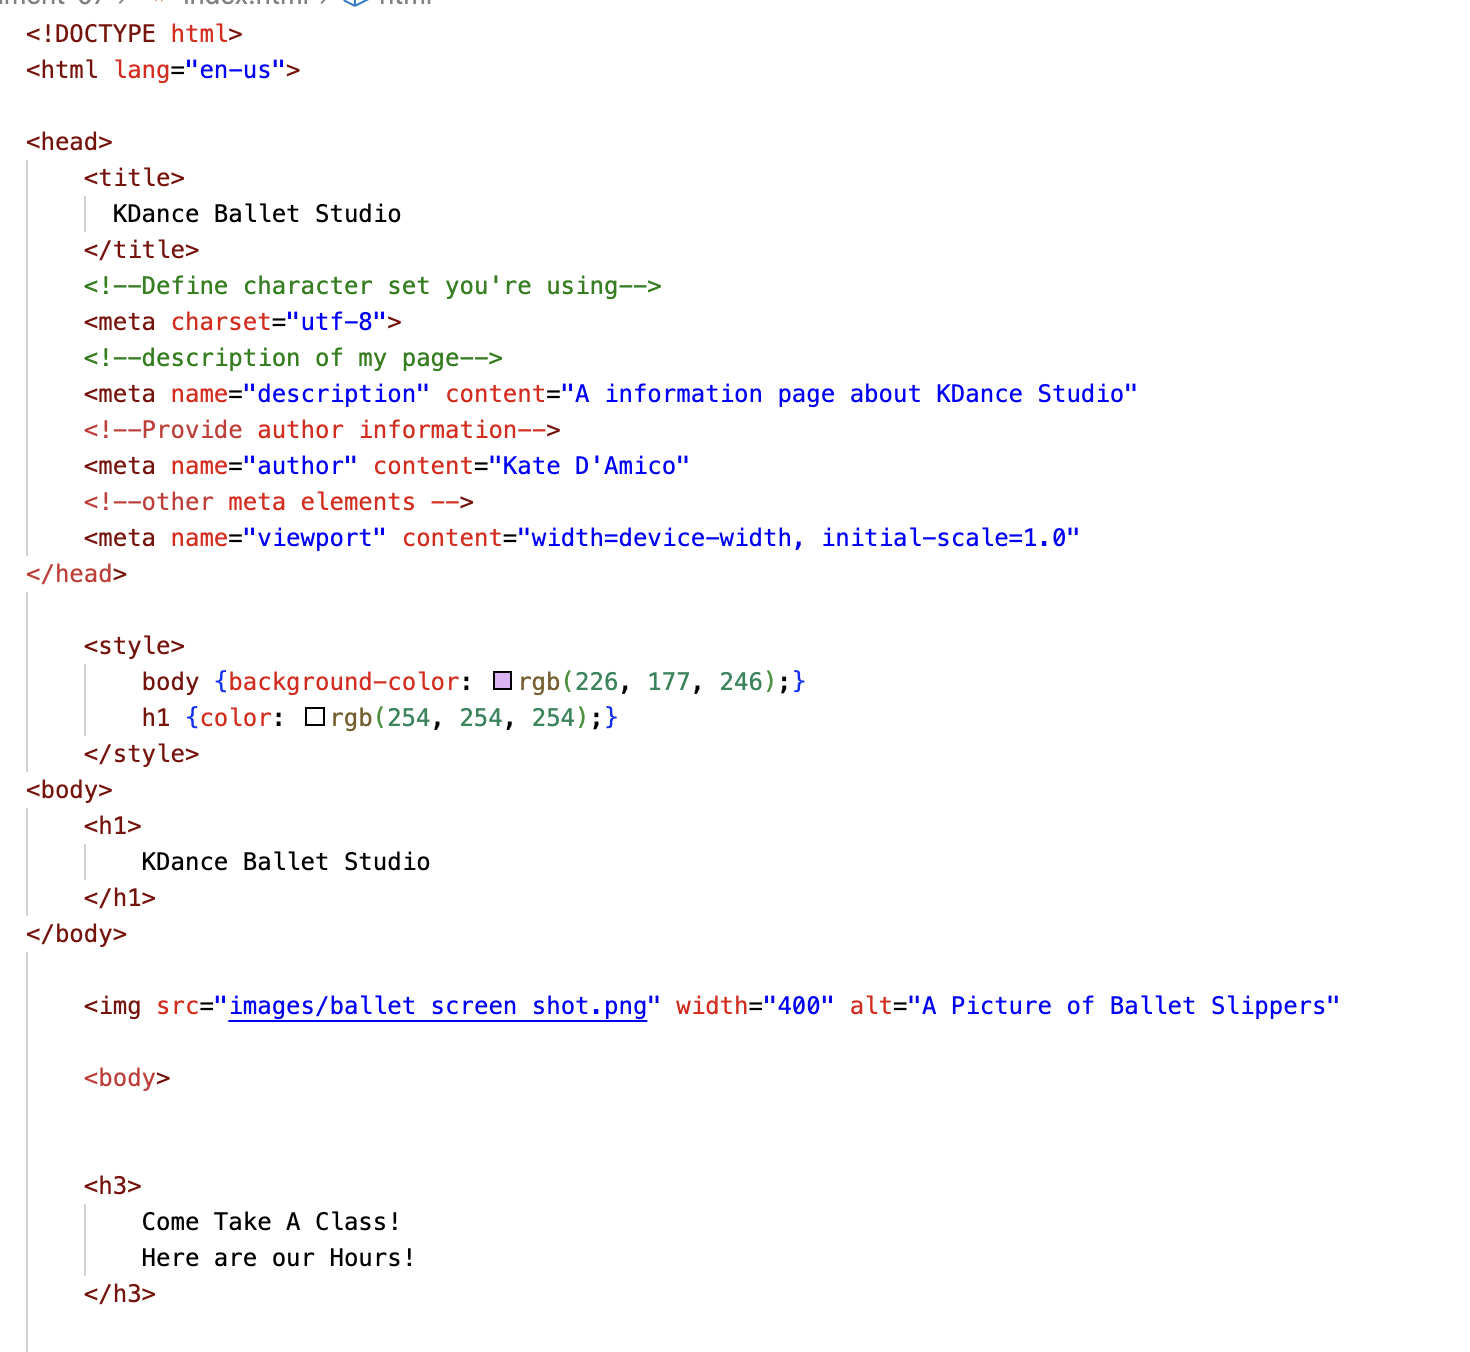 index.html html
<!DOCTYPE html>
<html lang="en-us">
<head>
<title>
KDance Ballet Studio
</title>
<!--Define character set you're using-->
<meta charset="utf-8">
<!--description of my page-->
<meta name="description" content="A information page about KDance Studio"
<!--Provide author information-->
<meta name="author" content="Kate D'Amico"
<!--other meta elements -->
<meta name="viewport" content="width=device-width, initial-scale=1.0"
</head>
<style>
body {background-color: rgb(226, 177, 246);}
h1 {color: rgb(254, 254, 254);}
</style>
<body>
<h1>
KDance Ballet Studio
</h1>
</body>
<img src="images/ballet screen shot.png" width="400" alt="A Picture of Ballet Slippers"
<body>
<h3>
Come Take A Class!
Here are our Hours!
</h3>